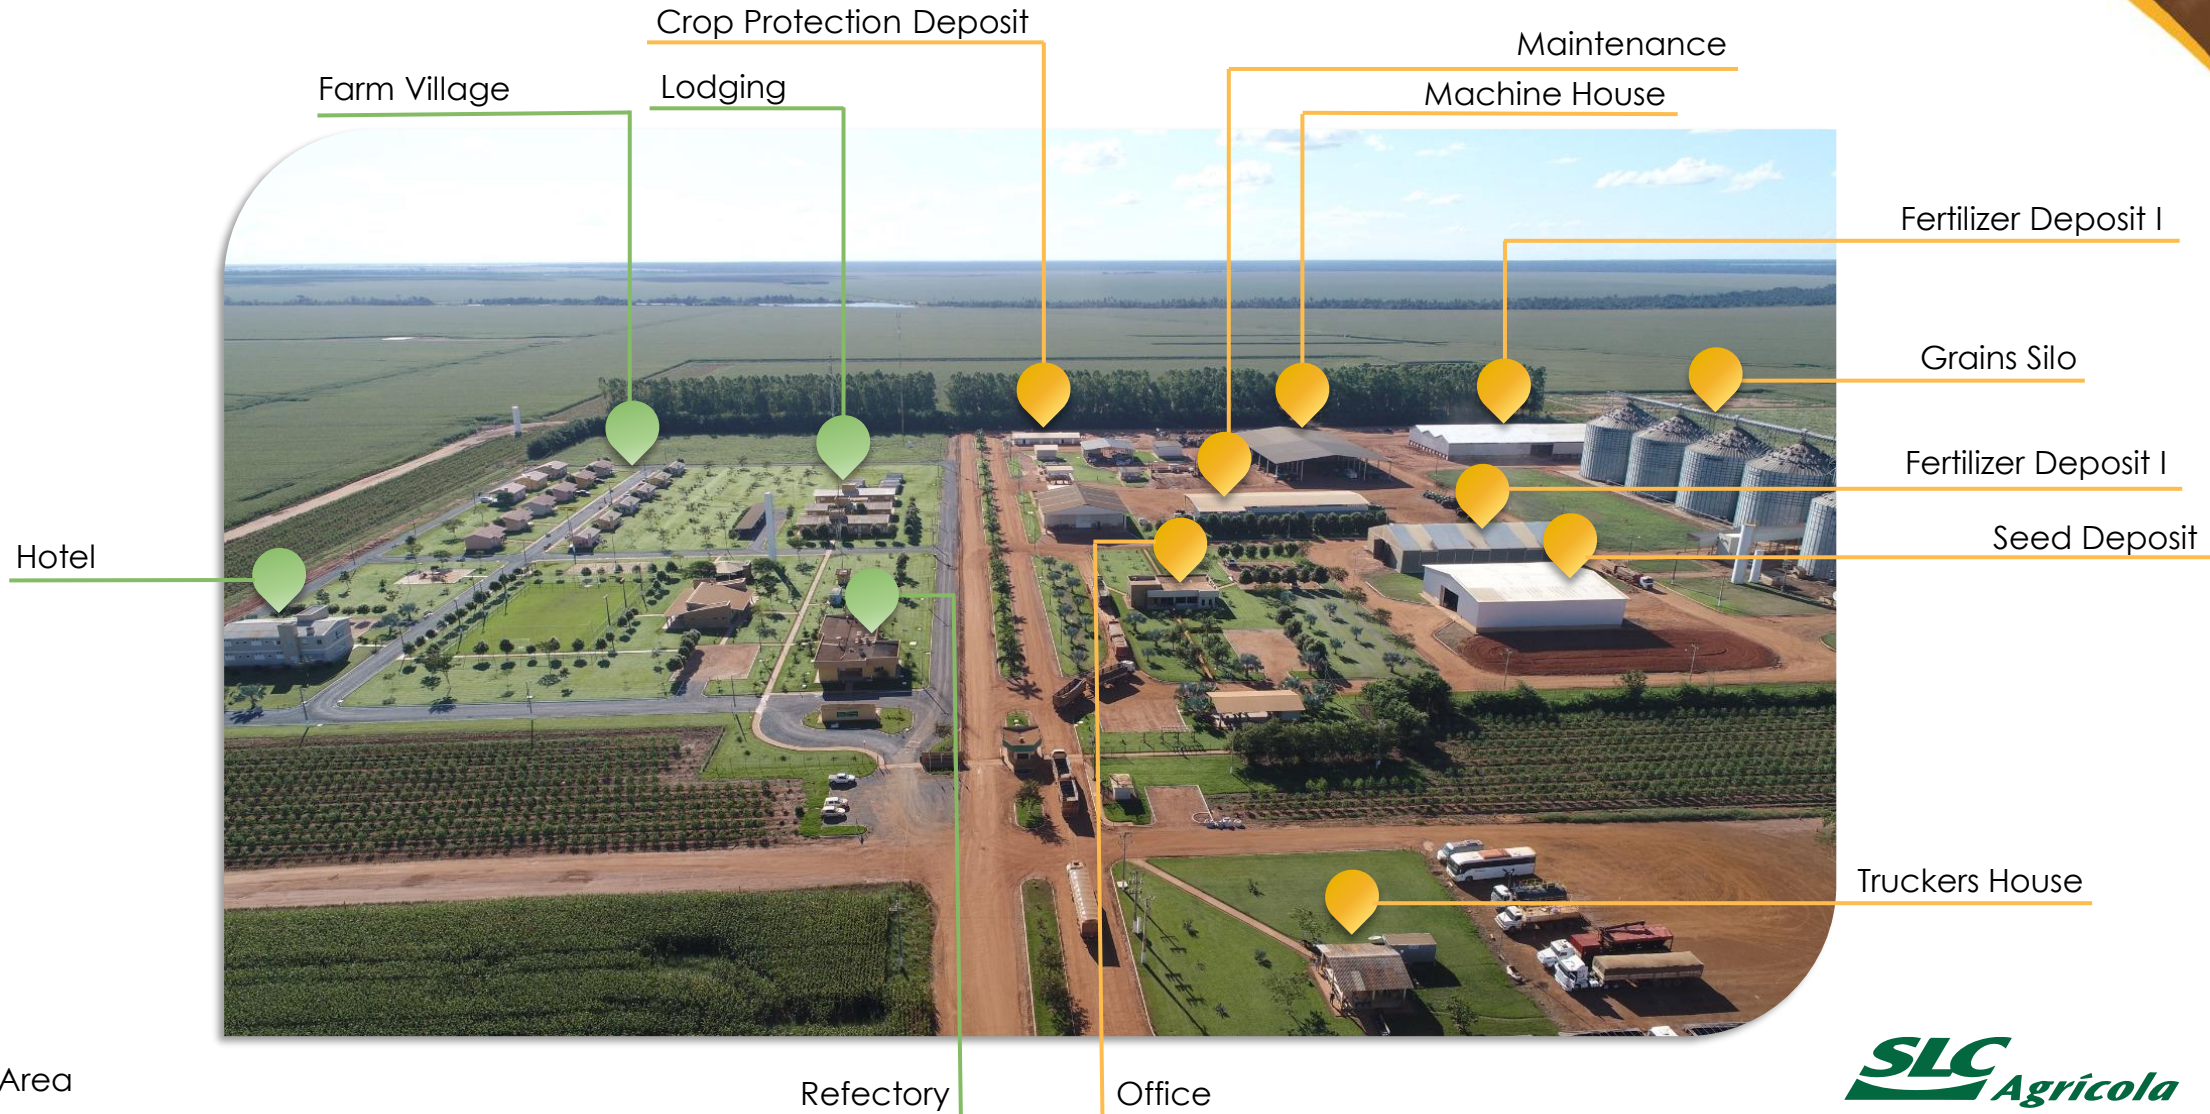 Crop Protection Deposit
Maintenance
Farm Village
Lodging
Machine House
Fertilizer Deposit I
Grains Silo
Fertilizer Deposit I
Seed Deposit
Hotel
Truckers House
Area
Refectory
Office
SLC Agrícola